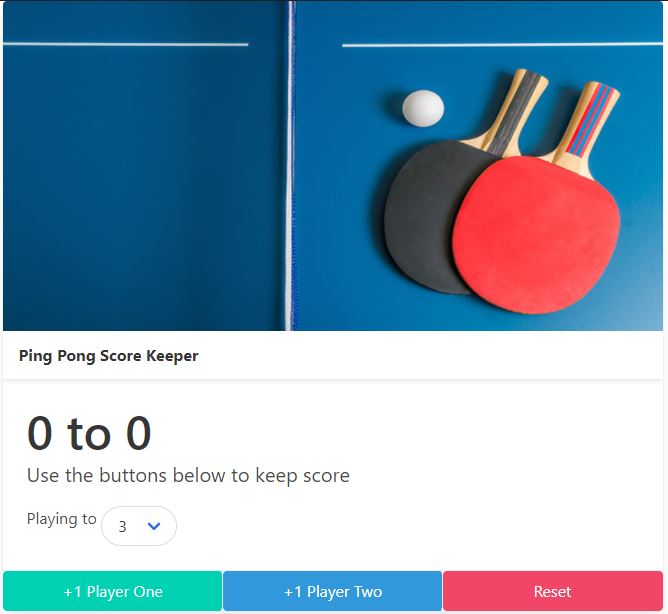 Ping Pong Score Keeper
0 to 0
Use the buttons below to keep score
Playing to 3
+1 Player One +1 Player Two Reset